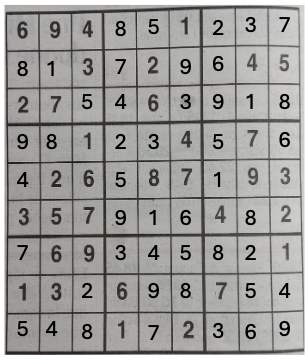 6 9 4 8 5 1 2 3 7
8 1 3 7 2 9 6 4 5
2 7 5 4 6 3 9 1 8
9 8 1 2 3 4 5 7 6
4 2 6 5 8 7 1 9 3
3 5 7 9 1 6 4 8 2
7 6 9 3 4 5 8 2 1
1 3 2 6 9 8 7 5 4
5 4 8 1 7 2 3 6 9